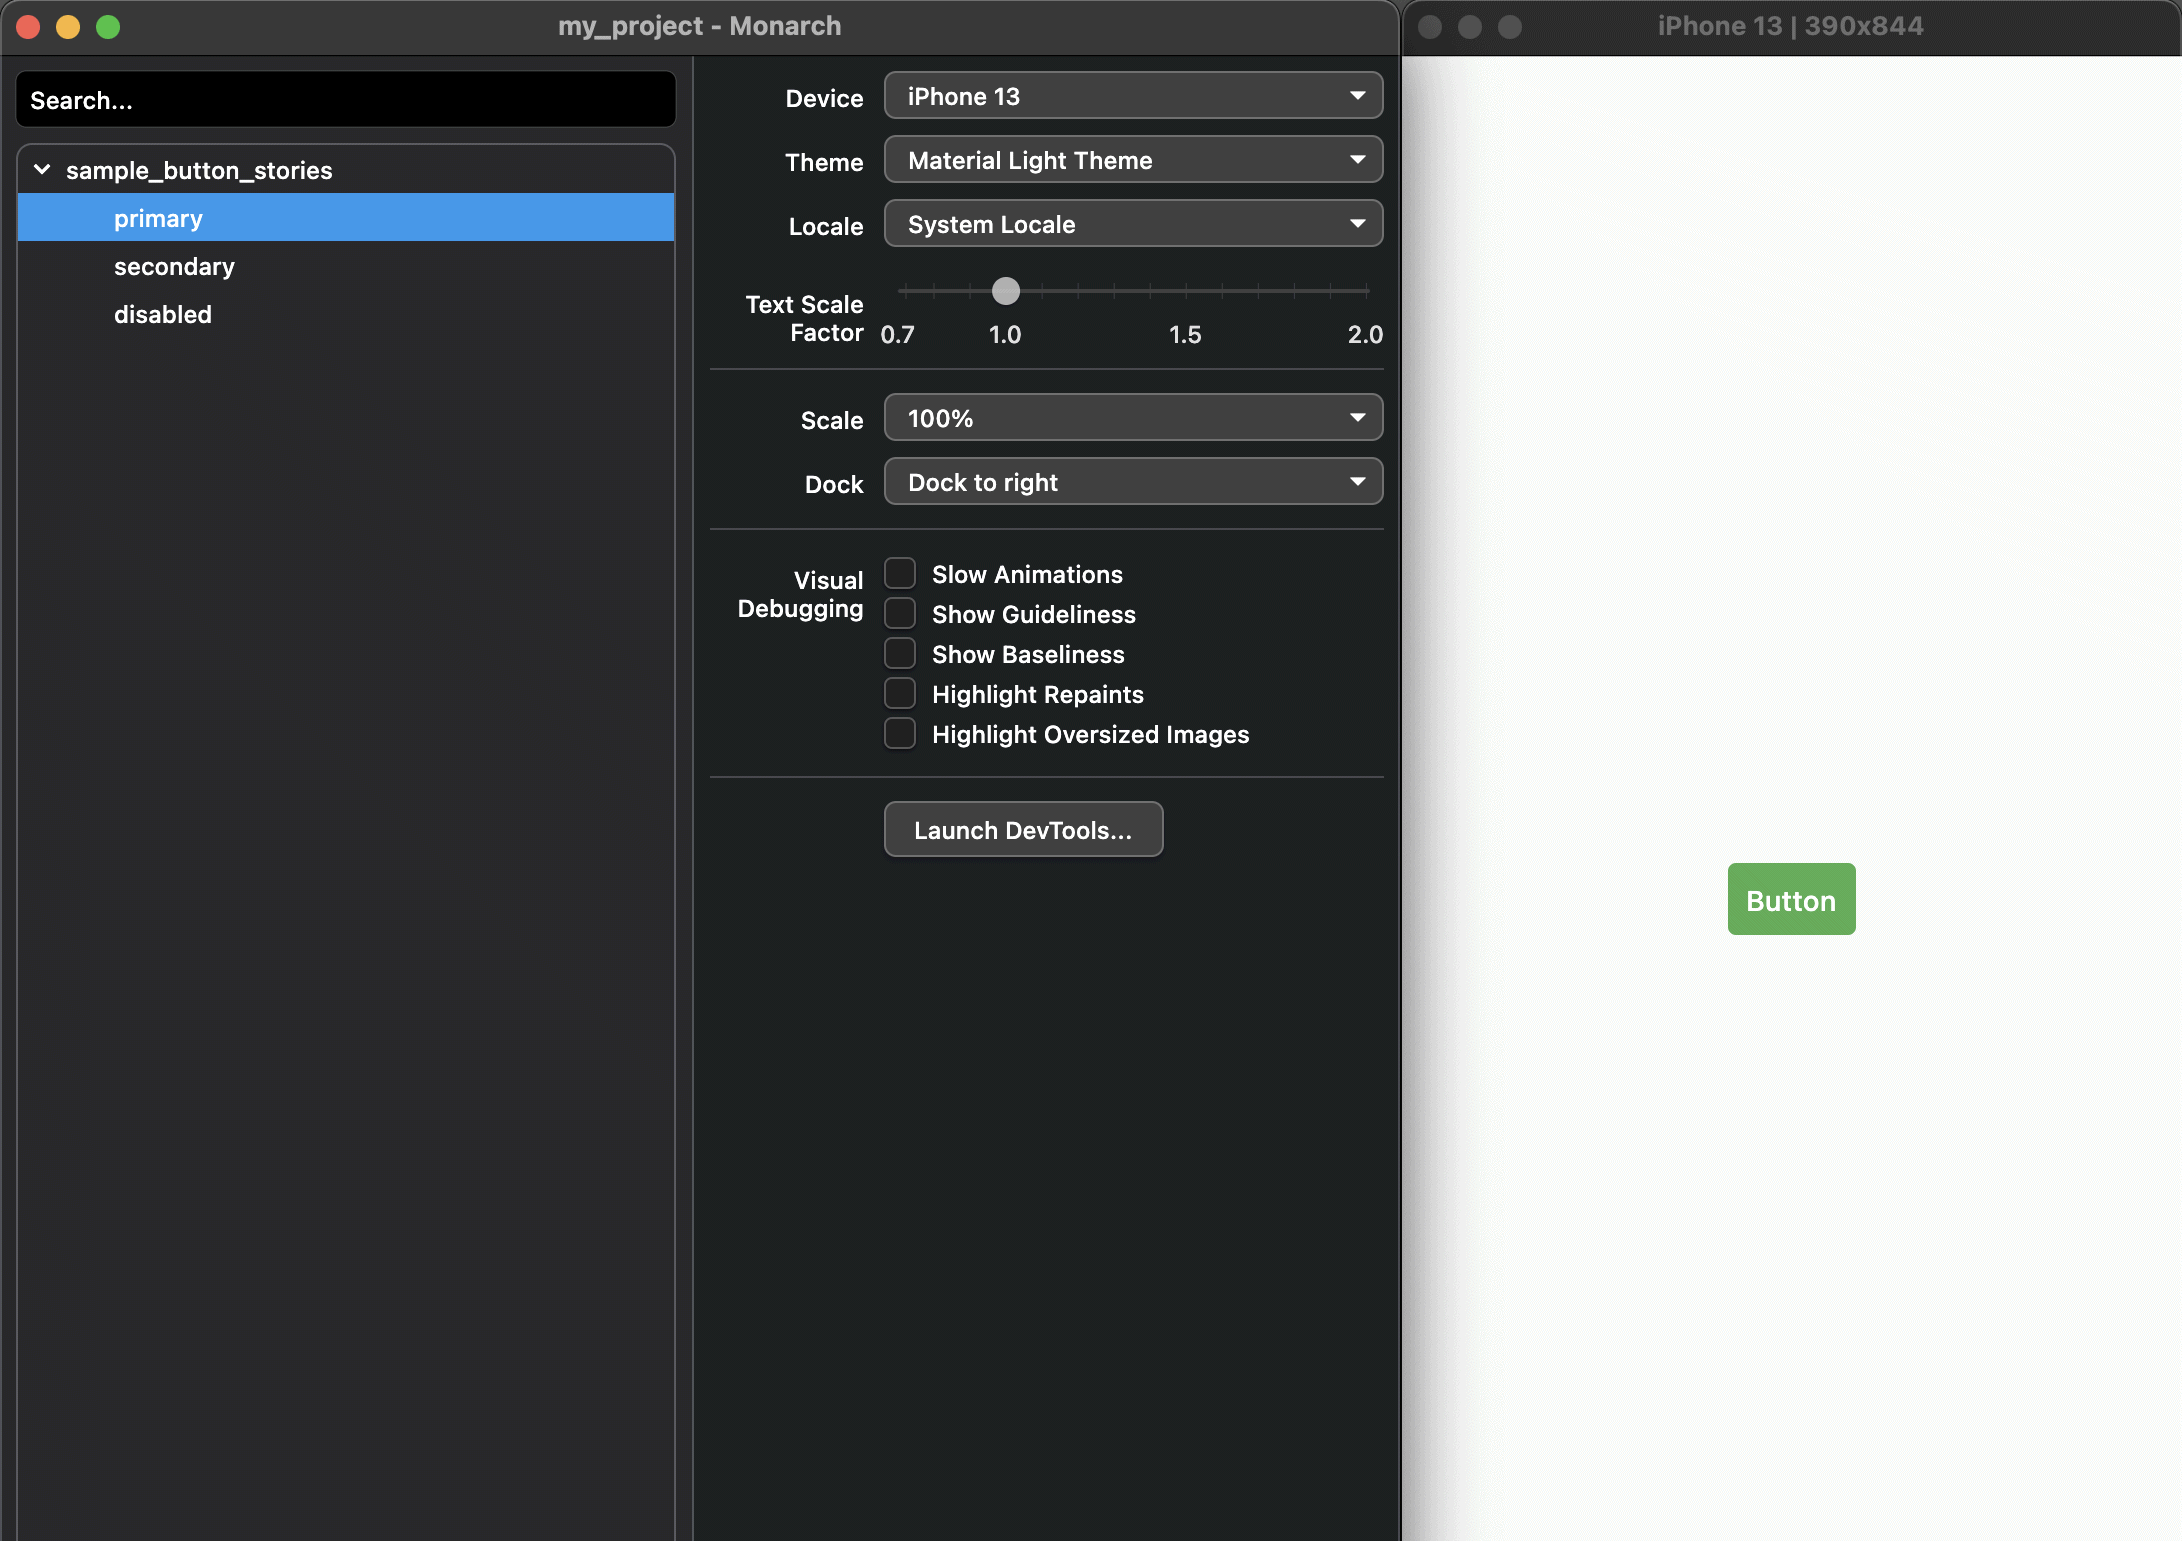 my_project - Monarch
Search...
sample_button_stories
primary
secondary
disabled
Device
iPhone 13
Theme
Material Light Theme
Locale
System Locale
Text Scale
Factor
0.7
1.0
1.5
2.0
Scale
100%
Dock
Dock to right
Visual
Debugging
Slow Animations
Show Guideliness
Show Baseliness
Highlight Repaints
Highlight Oversized Images
Launch DevTools...
iPhone 13 | 390x844
Button